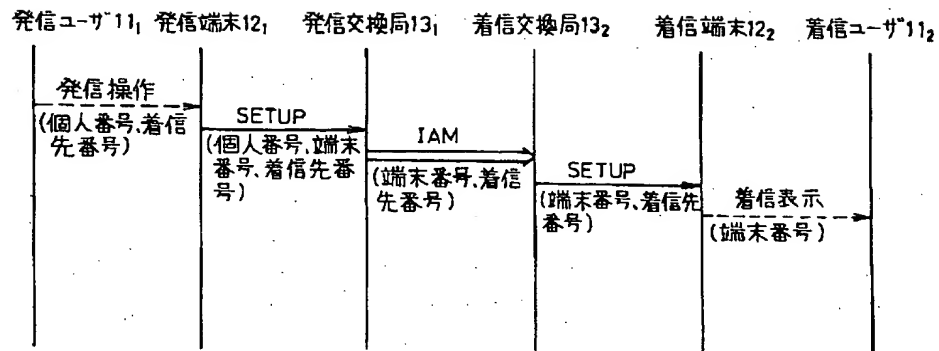 発信ユーザ11₁ 発信端末12₁ 発信交換局13₁ 着信交換局13₂ 着信端末12₂ 着信ユーザ11₂
発信操作
(個人番号、着信
先番号)
SETUP
(個人番号、端末
番号、着信先番
号)
IAM
(端末番号、着信
先番号)
SETUP
(端末番号、着信先
番号)
着信表示
(端末番号)